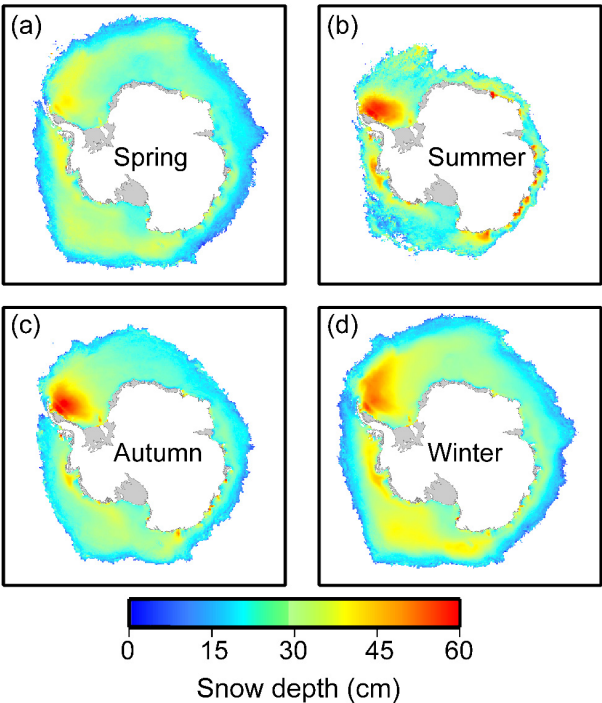 (a)
Spring
(b)
Summer
(c)
Autumn
(d)
Winter
0 15 30 45 60
Snow depth (cm)